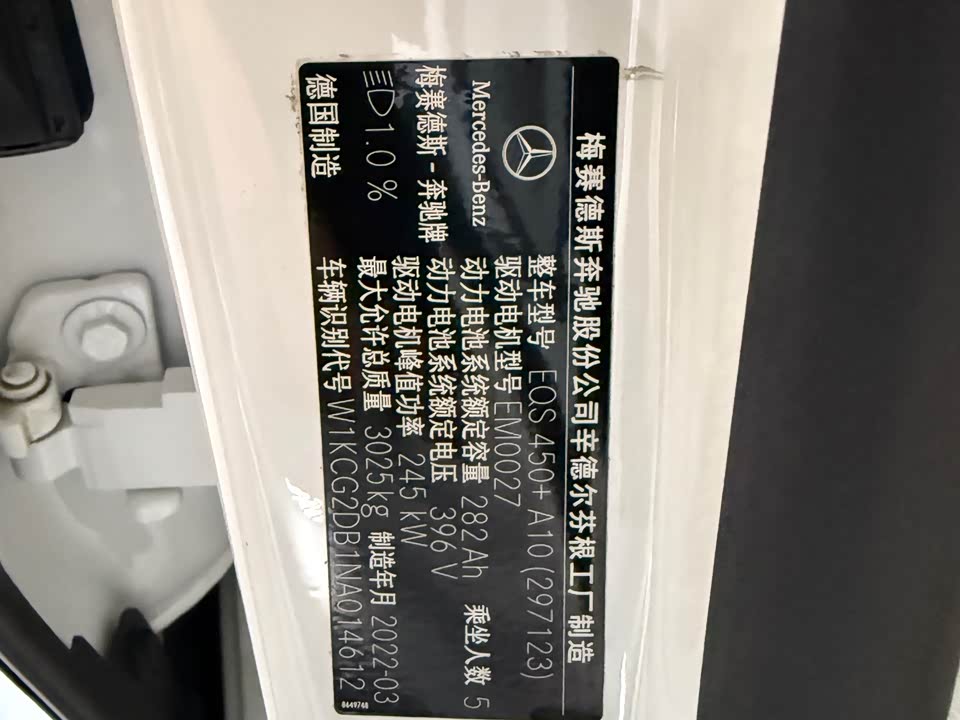 梅赛德斯奔驰股份公司辛德尔芬根工厂制造
Mercedes-Benz
梅赛德斯-奔驰牌
1.0 %
德国制造
整车型号 EQS 450+ A10(297123)
驱动电机型号 EM0027
动力电池系统额定容量 282 Ah 乘坐人数 5
动力电池系统额定电压 396 V
驱动电机峰值功率 245 kW
最大允许总质量 3025kg 制造年月 2022-03
车辆识别代号 W1KCG2DB1NA014612
8649748